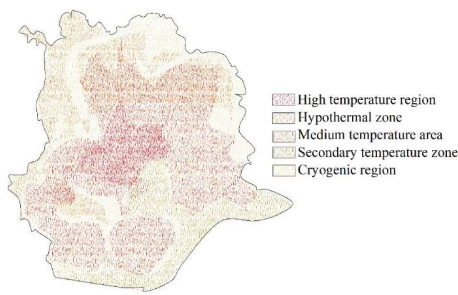 High temperature region
Hypothermal zone
Medium temperature area
Secondary temperature zone
Cryogenic region